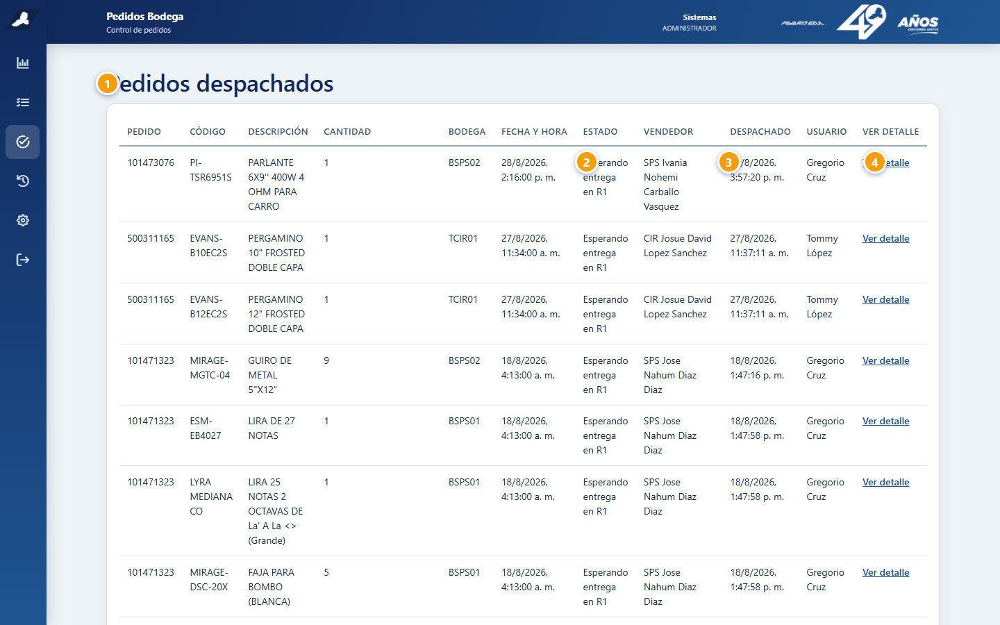 Pedidos Bodega
Control de pedidos
Sistemas
ADMINISTRADOR
PAJARO AZUL
49 AÑOS
CRECIENDO JUNTOS
1 edidos despachados
PEDIDO CÓDIGO DESCRIPCIÓN CANTIDAD BODEGA FECHA Y HORA ESTADO VENDEDOR DESPACHADO USUARIO VER DETALLE
101473076 PI- PARLANTE 1 BSPS02 28/8/2026, 2 erando SPS Ivania 3 /8/2026, Gregorio 4 etalle
TSR6951S 6X9'' 400W 4 2:16:00 p. m. entrega Nohemi 3:57:20 p. m. Cruz
OHM PARA en R1 Carballo
CARRO Vasquez
500311165 EVANS- PERGAMINO 1 TCIR01 27/8/2026, Esperando CIR Josue David 27/8/2026, Tommy Ver detalle
B10EC2S 10" FROSTED 11:34:00 a. m. entrega Lopez Sanchez 11:37:11 a. m. López
DOBLE CAPA en R1
500311165 EVANS- PERGAMINO 1 TCIR01 27/8/2026, Esperando CIR Josue David 27/8/2026, Tommy Ver detalle
B12EC2S 12" FROSTED 11:34:00 a. m. entrega Lopez Sanchez 11:37:11 a. m. López
DOBLE CAPA en R1
101471323 MIRAGE- GUIRO DE 9 BSPS02 18/8/2026, Esperando SPS Jose 18/8/2026, Gregorio Ver detalle
MGTC-04 METAL 4:13:00 a. m. entrega Nahum Diaz 1:47:16 p. m. Cruz
5"X12" en R1 Diaz
101471323 ESM- LIRA DE 27 1 BSPS01 18/8/2026, Esperando SPS Jose 18/8/2026, Gregorio Ver detalle
EB4027 NOTAS 4:13:00 a. m. entrega Nahum Diaz 1:47:58 p. m. Cruz
en R1 Diaz
101471323 LYRA LIRA 25 1 BSPS01 18/8/2026, Esperando SPS Jose 18/8/2026, Gregorio Ver detalle
MEDIANA NOTAS 2 4:13:00 a. m. entrega Nahum Diaz 1:47:58 p. m. Cruz
CO OCTAVAS DE en R1 Diaz
La' A La <>
(Grande)
101471323 MIRAGE- FAJA PARA 5 BSPS01 18/8/2026, Esperando SPS Jose 18/8/2026, Gregorio Ver detalle
DSC-20X BOMBO 4:13:00 a. m. entrega Nahum Diaz 1:47:58 p. m. Cruz
(BLANCA) en R1 Diaz